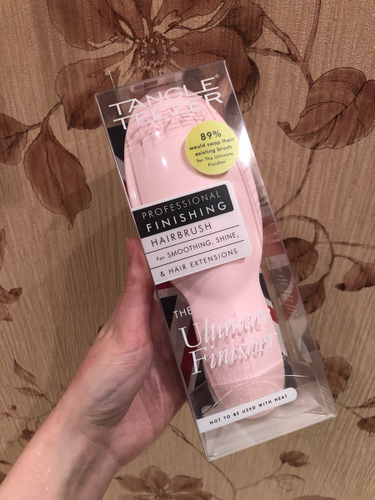 TANGLE
TEEZER®
89%
would swap their
existing brush
for The Ultimate
Finisher
PROFESSIONAL
FINISHING
HAIRBRUSH
For SMOOTHING, SHINE,
& HAIR EXTENSIONS
THE
Ultimate
Finisher
NOT TO BE USED WITH HEAT